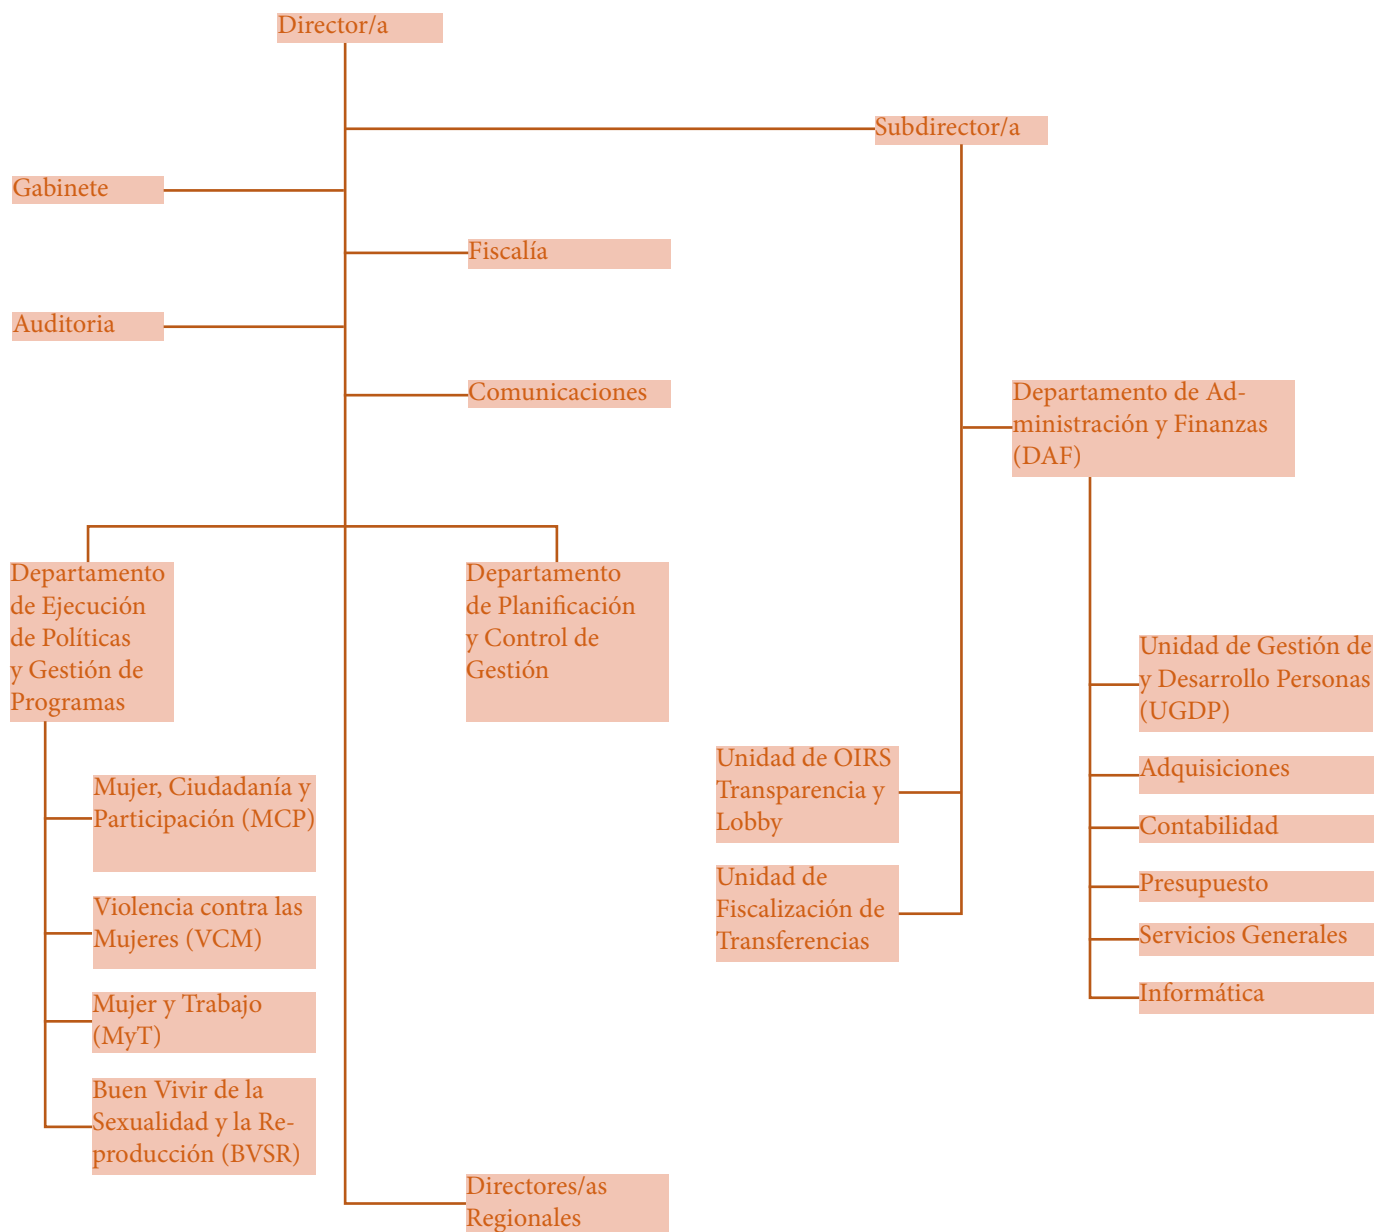 Director/a
Subdirector/a
Gabinete
Fiscalía
Auditoria
Comunicaciones
Departamento de Ad-
ministración y Finanzas
(DAF)
Departamento
de Ejecución
de Políticas
y Gestión de
Programas
Departamento
de Planificación
y Control de
Gestión
Unidad de Gestión de
y Desarrollo Personas
(UGDP)
Adquisiciones
Contabilidad
Presupuesto
Servicios Generales
Informática
Unidad de OIRS
Transparencia y
Lobby
Unidad de
Fiscalización de
Transferencias
Mujer, Ciudadanía y
Participación (MCP)
Violencia contra las
Mujeres (VCM)
Mujer y Trabajo
(MyT)
Buen Vivir de la
Sexualidad y la Re-
producción (BVSR)
Directores/as
Regionales